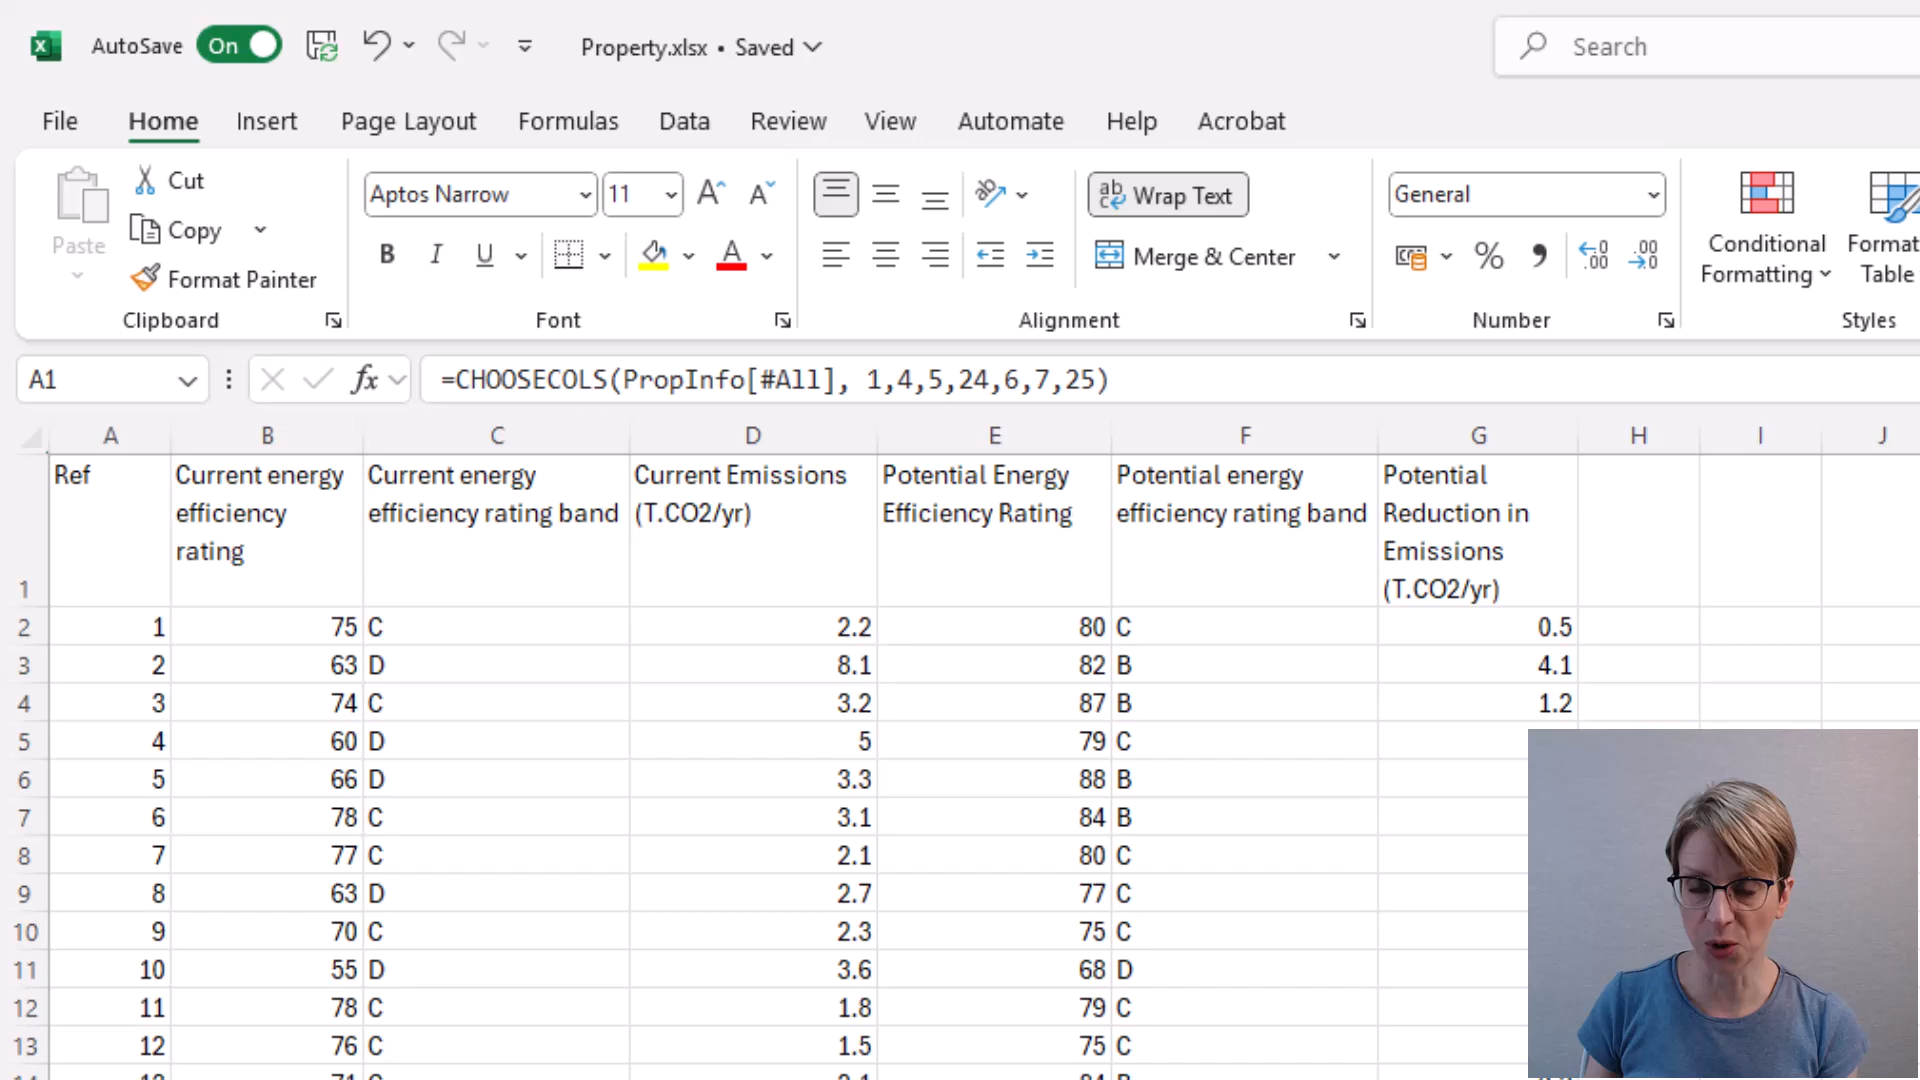 AutoSave On Property.xlsx • Saved Search
File Home Insert Page Layout Formulas Data Review View Automate Help Acrobat
Paste Cut Copy Format Painter Clipboard
Aptos Narrow 11 A A B I U A Font
ab Wrap Text Merge & Center Alignment
General % 9 .00 .00 Number
Conditional Formatting Format Table Styles
A1 fx =CHOOSECOLS(PropInfo[#All], 1,4,5,24,6,7,25)
A B C D E F G H I J
1 Ref Current energy efficiency rating Current energy efficiency rating band Current Emissions (T.CO2/yr) Potential Energy Efficiency Rating Potential energy efficiency rating band Potential Reduction in Emissions (T.CO2/yr)
2 1 75 C 2.2 80 C 0.5
3 2 63 D 8.1 82 B 4.1
4 3 74 C 3.2 87 B 1.2
5 4 60 D 5 79 C
6 5 66 D 3.3 88 B
7 6 78 C 3.1 84 B
8 7 77 C 2.1 80 C
9 8 63 D 2.7 77 C
10 9 70 C 2.3 75 C
11 10 55 D 3.6 68 D
12 11 78 C 1.8 79 C
13 12 76 C 1.5 75 C